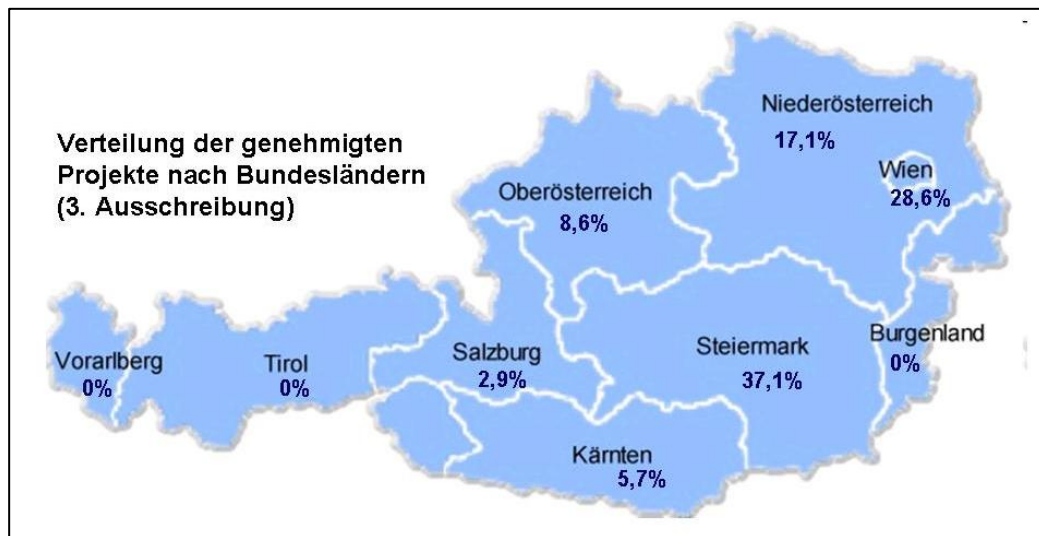 Verteilung der genehmigten
Projekte nach Bundesländern
(3. Ausschreibung)
Niederösterreich
17,1%
Wien
28,6%
Oberösterreich
8,6%
Vorarlberg
0%
Tirol
0%
Salzburg
2,9%
Steiermark
37,1%
Burgenland
0%
Kärnten
5,7%